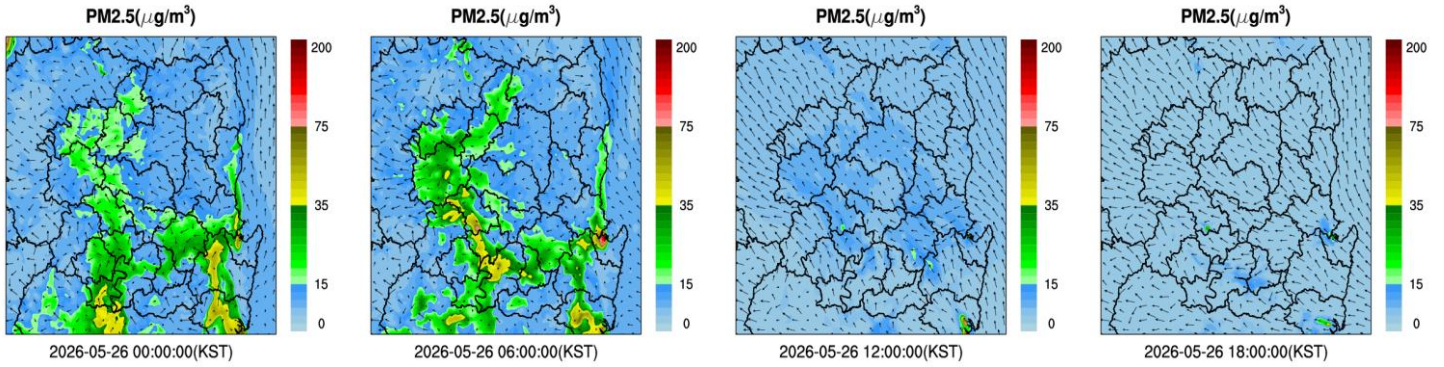 PM2.5(μg/m³) PM2.5(μg/m³) PM2.5(μg/m³) PM2.5(μg/m³)
200 200 200 200
75 75 75 75
35 35 35 35
15 15 15 15
0 0 0 0
2026-05-26 00:00:00(KST) 2026-05-26 06:00:00(KST) 2026-05-26 12:00:00(KST) 2026-05-26 18:00:00(KST)